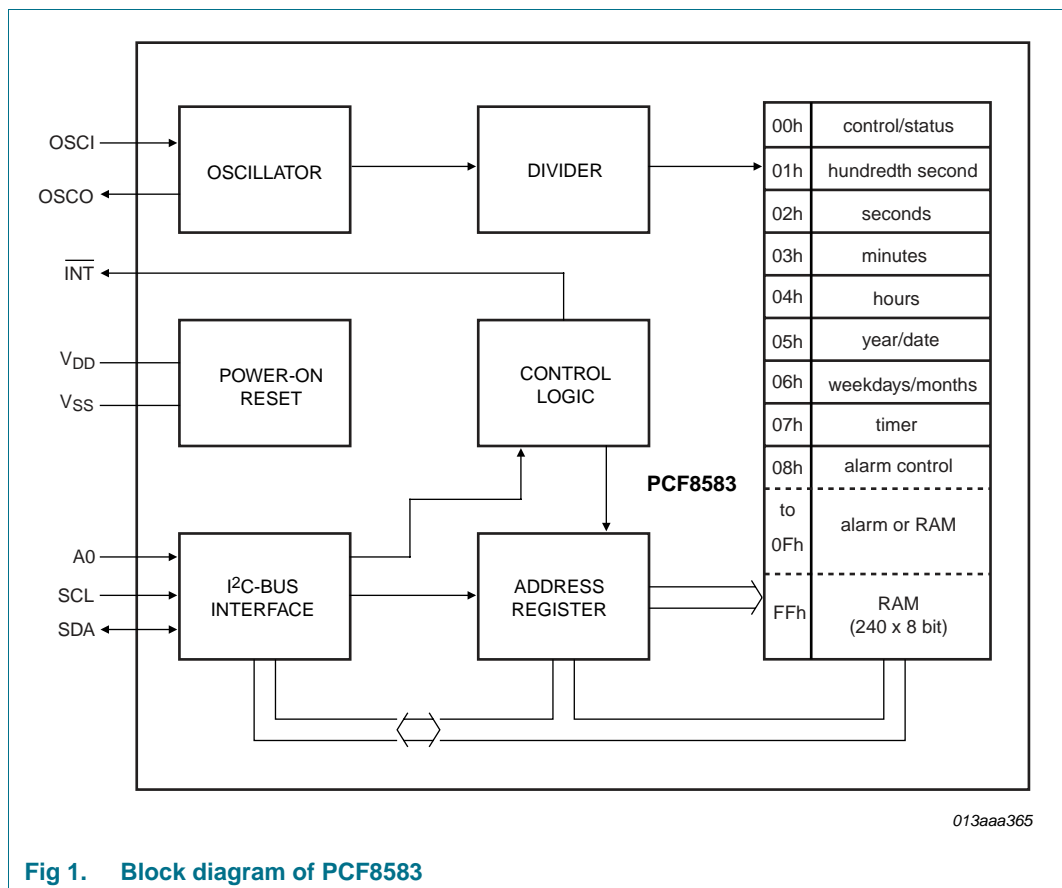 OSCI
OSCO
INT
VDD
VSS
A0
SCL
SDA
OSCILLATOR
DIVIDER
POWER-ON
RESET
CONTROL
LOGIC
PCF8583
I2C-BUS
INTERFACE
ADDRESS
REGISTER
00h control/status
01h hundredth second
02h seconds
03h minutes
04h hours
05h year/date
06h weekdays/months
07h timer
08h alarm control
to
0Fh
alarm or RAM
FFh
RAM
(240 x 8 bit)
013aaa365
Fig 1. Block diagram of PCF8583